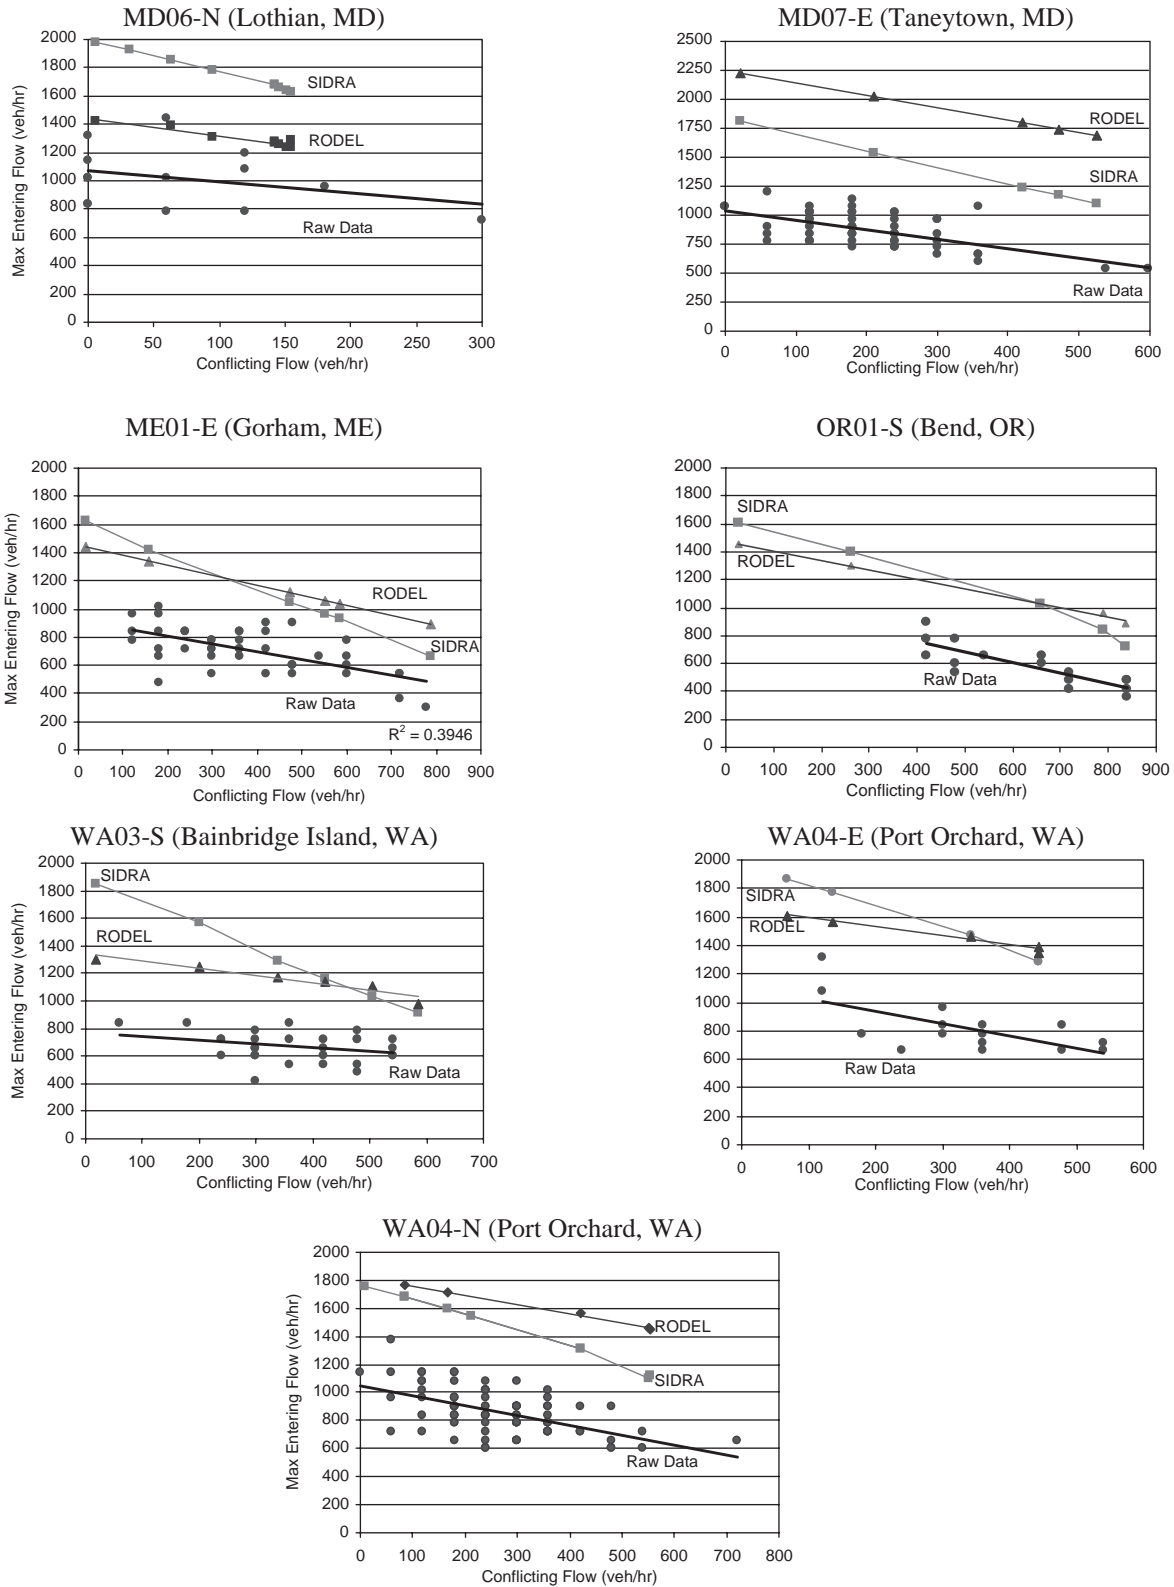 MD06-N (Lothian, MD)
2000
1800
1600
1400
1200
1000
800
600
400
200
0
Max Entering Flow (veh/hr)
SIDRA
RODEL
Raw Data
0 50 100 150 200 250 300
Conflicting Flow (veh/hr)
MD07-E (Taneytown, MD)
2500
2250
2000
1750
1500
1250
1000
750
500
250
0
RODEL
SIDRA
Raw Data
0 100 200 300 400 500 600
Conflicting Flow (veh/hr)
ME01-E (Gorham, ME)
2000
1800
1600
1400
1200
1000
800
600
400
200
0
Max Entering Flow (veh/hr)
RODEL
SIDRA
Raw Data
R² = 0.3946
0 100 200 300 400 500 600 700 800 900
Conflicting Flow (veh/hr)
OR01-S (Bend, OR)
2000
1800
1600
1400
1200
1000
800
600
400
200
0
SIDRA
RODEL
Raw Data
0 100 200 300 400 500 600 700 800 900
Conflicting Flow (veh/hr)
WA03-S (Bainbridge Island, WA)
2000
1800
1600
1400
1200
1000
800
600
400
200
0
Max Entering Flow (veh/hr)
SIDRA
RODEL
Raw Data
0 100 200 300 400 500 600 700
Conflicting Flow (veh/hr)
WA04-E (Port Orchard, WA)
2000
1800
1600
1400
1200
1000
800
600
400
200
0
SIDRA
RODEL
Raw Data
0 100 200 300 400 500 600
Conflicting Flow (veh/hr)
WA04-N (Port Orchard, WA)
2000
1800
1600
1400
1200
1000
800
600
400
200
0
Max Entering Flow (veh/hr)
RODEL
SIDRA
Raw Data
0 100 200 300 400 500 600 700 800
Conflicting Flow (veh/hr)